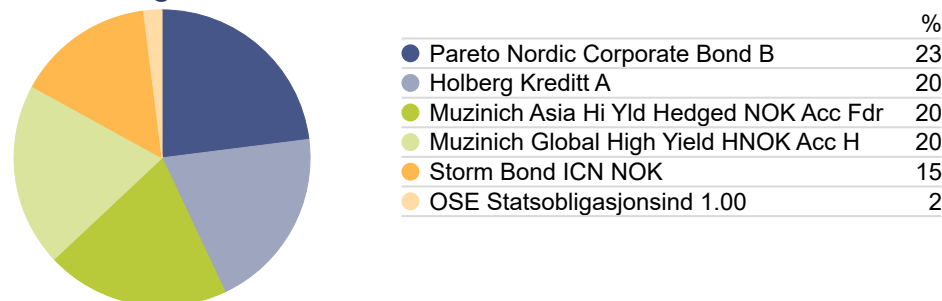 %
Pareto Nordic Corporate Bond B 23
Holberg Kreditt A 20
Muzinich Asia Hi Yld Hedged NOK Acc Fdr 20
Muzinich Global High Yield HNOK Acc H 20
Storm Bond ICN NOK 15
OSE Statsobligasjonsind 1.00 2